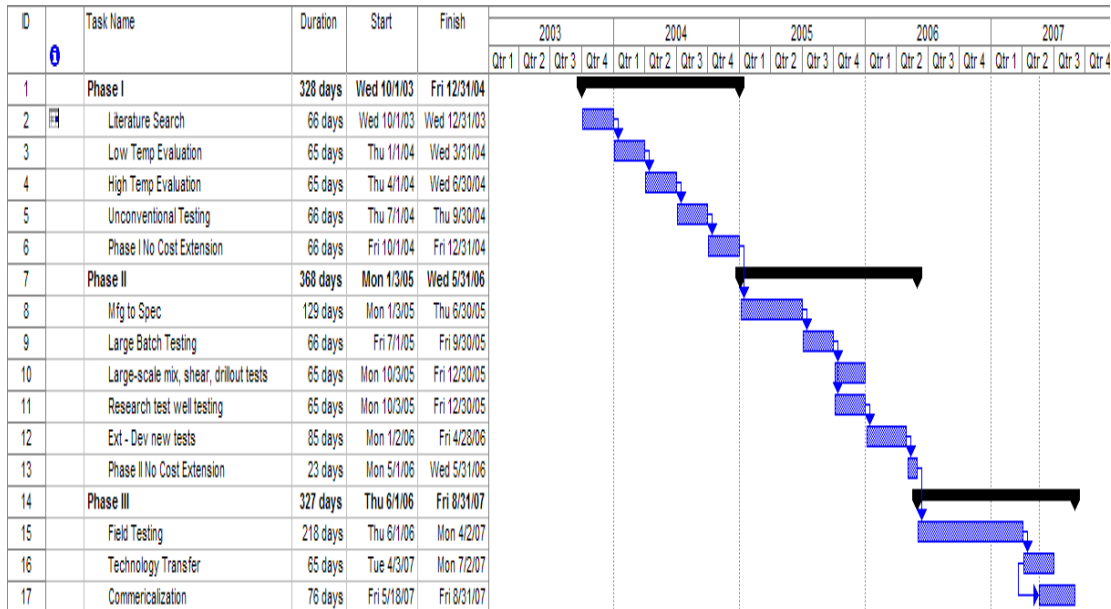 ID Task Name Duration Start Finish
2003 2004 2005 2006 2007
Qtr 1 Qtr 2 Qtr 3 Qtr 4 Qtr 1 Qtr 2 Qtr 3 Qtr 4 Qtr 1 Qtr 2 Qtr 3 Qtr 4 Qtr 1 Qtr 2 Qtr 3 Qtr 4 Qtr 1 Qtr 2 Qtr 3 Qtr 4
1 Phase I 328 days Wed 10/1/03 Fri 12/31/04
2 Literature Search 66 days Wed 10/1/03 Wed 12/31/03
3 Low Temp Evaluation 65 days Thu 1/1/04 Wed 3/31/04
4 High Temp Evaluation 65 days Thu 4/1/04 Wed 6/30/04
5 Unconventional Testing 66 days Thu 7/1/04 Thu 9/30/04
6 Phase I No Cost Extension 66 days Fri 10/1/04 Fri 12/31/04
7 Phase II 368 days Mon 1/3/05 Wed 5/31/06
8 Mfg to Spec 129 days Mon 1/3/05 Thu 6/30/05
9 Large Batch Testing 66 days Fri 7/1/05 Fri 9/30/05
10 Large-scale mix, shear, drillout tests 65 days Mon 10/3/05 Fri 12/30/05
11 Research test well testing 65 days Mon 10/3/05 Fri 12/30/05
12 Ext - Dev new tests 85 days Mon 1/2/06 Fri 4/28/06
13 Phase II No Cost Extension 23 days Mon 5/1/06 Wed 5/31/06
14 Phase III 327 days Thu 6/1/06 Fri 8/31/07
15 Field Testing 218 days Thu 6/1/06 Mon 4/2/07
16 Technology Transfer 65 days Tue 4/3/07 Mon 7/2/07
17 Commericalization 76 days Fri 5/18/07 Fri 8/31/07